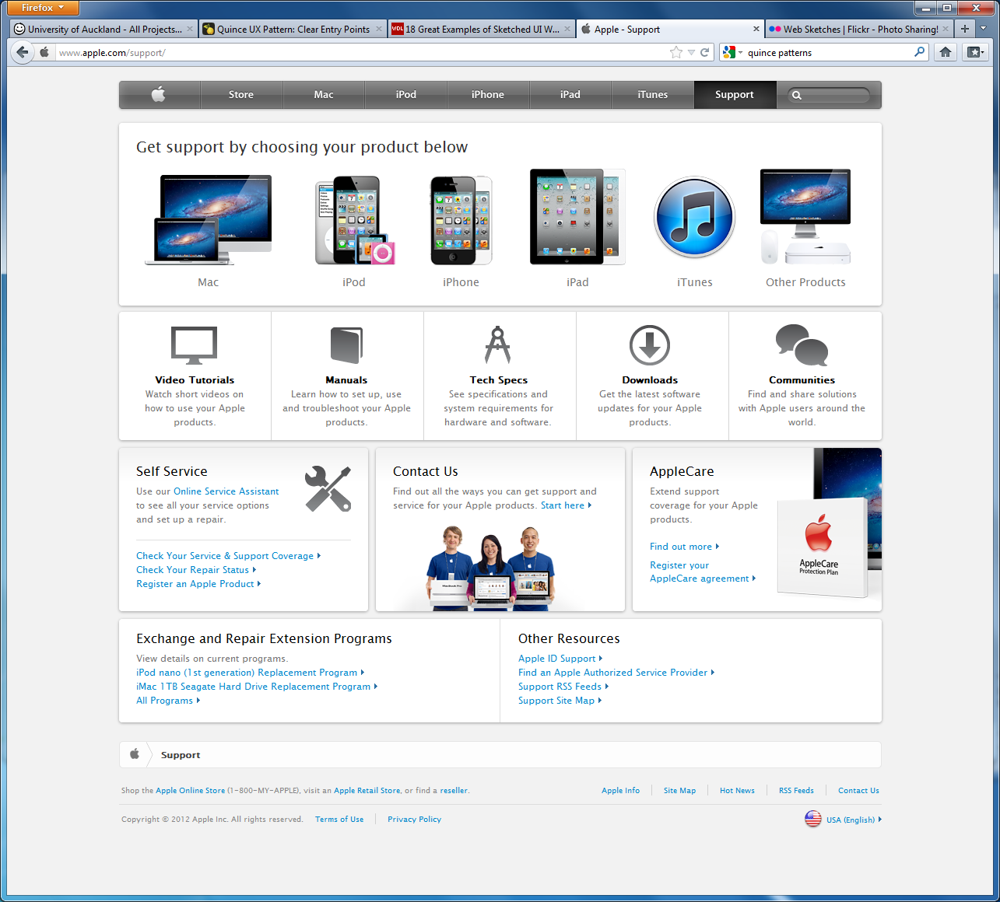 Firefox
University of Auckland - All Projects...
Quince UX Pattern: Clear Entry Points
WDL 18 Great Examples of Sketched UI W...
Apple - Support
Web Sketches | Flickr - Photo Sharing!
www.apple.com/support/
quince patterns
Store Mac iPod iPhone iPad iTunes Support
Get support by choosing your product below
Mac iPod iPhone iPad iTunes Other Products
Video Tutorials
Watch short videos on
how to use your Apple
products.
Manuals
Learn how to set up, use
and troubleshoot your Apple
products.
Tech Specs
See specifications and
system requirements for
hardware and software.
Downloads
Get the latest software
updates for your Apple
products.
Communities
Find and share solutions
with Apple users around the
world.
Self Service
Use our Online Service Assistant
to see all your service options
and set up a repair.
Check Your Service & Support Coverage
Check Your Repair Status
Register an Apple Product
Contact Us
Find out all the ways you can get support and
service for your Apple products. Start here
MacBook Pro
AppleCare
Extend support
coverage for your Apple
products.
Find out more
Register your
AppleCare agreement
AppleCare
Protection Plan
Exchange and Repair Extension Programs
View details on current programs.
iPod nano (1st generation) Replacement Program
iMac 1TB Seagate Hard Drive Replacement Program
All Programs
Other Resources
Apple ID Support
Find an Apple Authorized Service Provider
Support RSS Feeds
Support Site Map
Support
Shop the Apple Online Store (1-800-MY-APPLE), visit an Apple Retail Store, or find a reseller.
Apple Info Site Map Hot News RSS Feeds Contact Us
Copyright © 2012 Apple Inc. All rights reserved. Terms of Use Privacy Policy
USA (English)